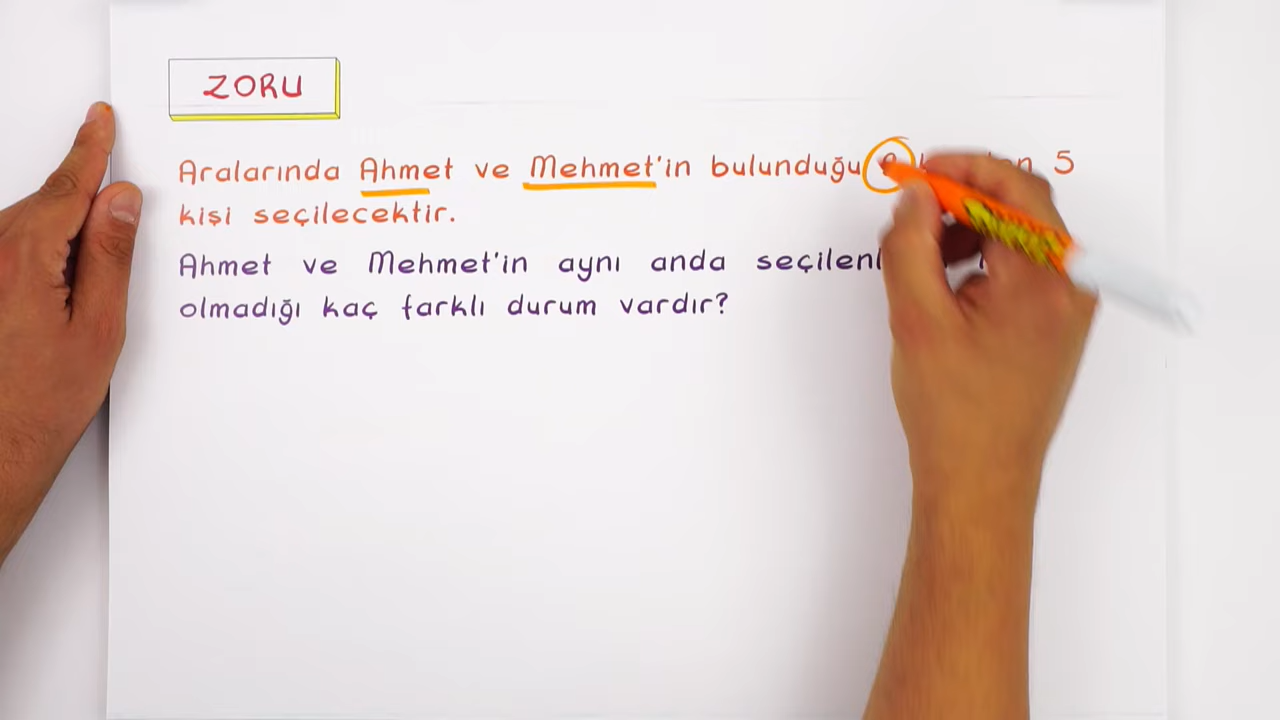 ZORU
Aralarında Ahmet ve Mehmet'in bulunduğu 5
kişi seçilecektir.
Ahmet ve Mehmet'in aynı anda
olmadığı kaç farklı durum vardır?